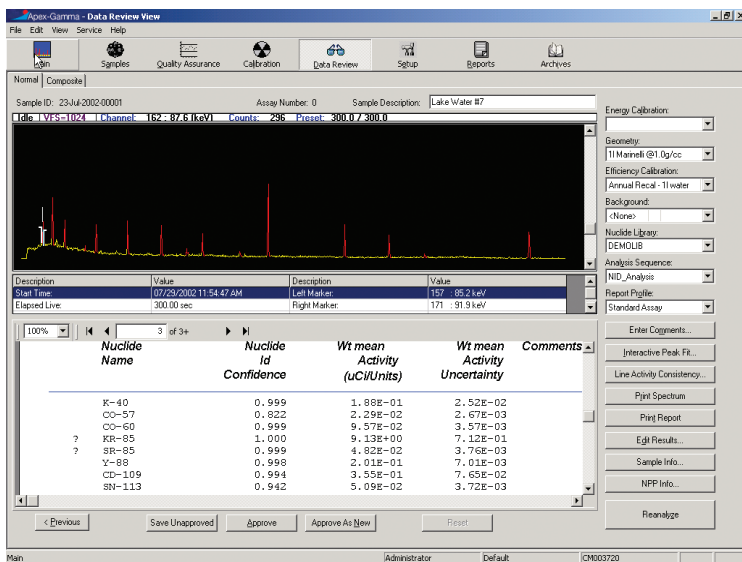 Apex-Gamma - Data Review View
File Edit View Service Help
Main Samples Quality Assurance Calibration Data Review Setup Reports Archives
Normal Composite
Sample ID: 23-Jul-2002-00001 Assay Number: 0 Sample Description: Lake Water #7
Idle VFS-1024 Channel: 162 : 87.6 (keV) Counts: 296 Preset: 300.0 / 300.0
Energy Calibration:
Geometry:
1l Marinelli @1.0g/cc
Efficiency Calibration:
Annual Recal - 1l water
Background:
<None>
Nuclide Library:
DEMOLIB
Analysis Sequence:
NID_Analysis
Report Profile:
Standard Assay
Description Value Description Value
Start Time: 07/29/2002 11:54:47 AM Left Marker: 157 : 85.2 keV
Elapsed Live: 300.00 sec Right Marker: 171 : 91.9 keV
100% 3 of 3+
Nuclide Nuclide Wt mean Wt mean Comments
Name Id Activity Activity
Confidence (uCi/Units) Uncertainty
K-40 0.999 1.88E-01 2.52E-02
CO-57 0.822 2.29E-02 2.67E-03
CO-60 0.999 9.57E-02 3.57E-03
? KR-85 1.000 9.13E+00 7.12E-01
? SR-85 0.999 4.82E-02 3.76E-03
Y-88 0.998 2.01E-01 7.01E-03
CD-109 0.994 3.55E-01 7.65E-02
SN-113 0.942 5.09E-02 3.72E-03
Enter Comments...
Interactive Peak Fit...
Line Activity Consistency...
Print Spectrum
Print Report
Edit Results...
Sample Info...
NPP Info...
Reanalyze
< Previous Save Unapproved Approve Approve As New Reset
Main Administrator Default CM003720